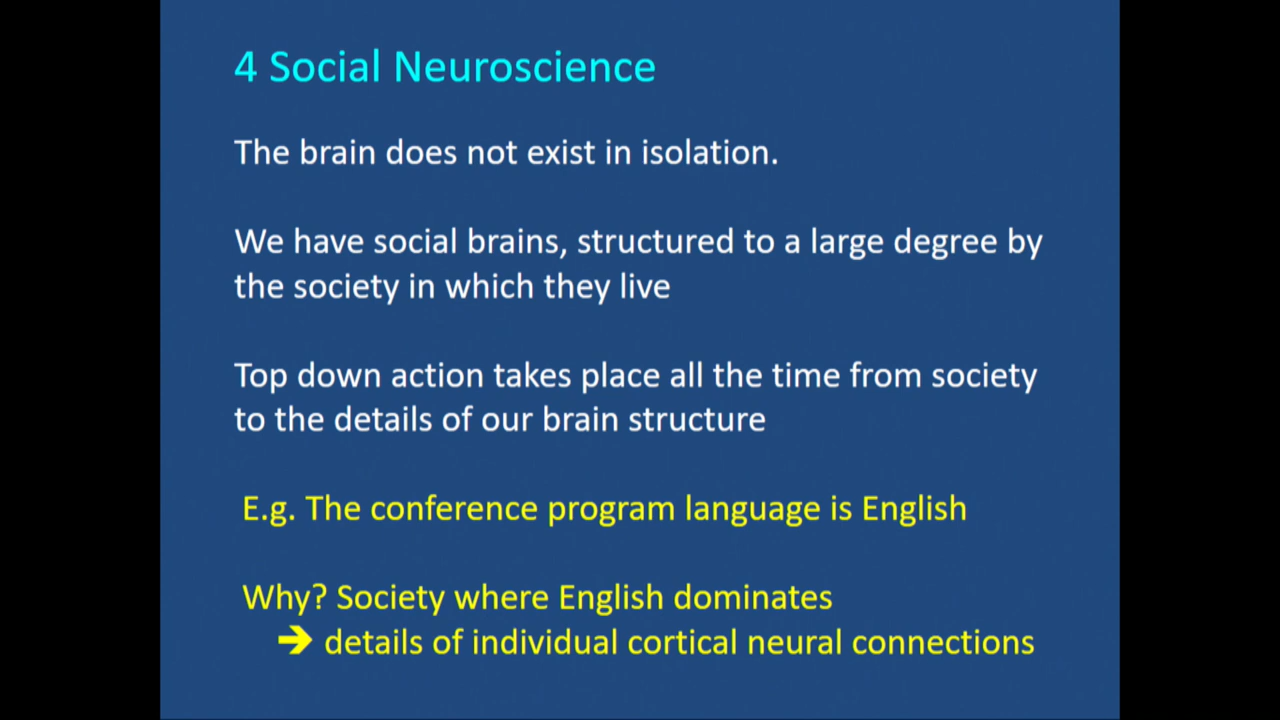 4 Social Neuroscience
The brain does not exist in isolation.
We have social brains, structured to a large degree by
the society in which they live
Top down action takes place all the time from society
to the details of our brain structure
E.g. The conference program language is English
Why? Society where English dominates
➔ details of individual cortical neural connections